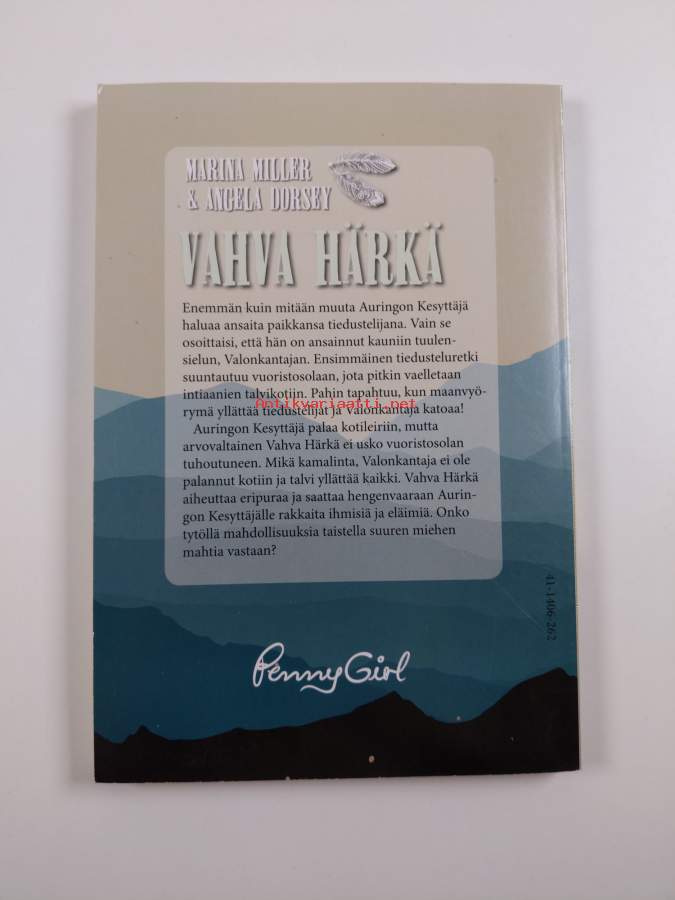 MARINA MILLER
& ANGELA DORSEY
VAHVA HÄRKÄ
Enemmän kuin mitään muuta Auringon Kesyttäjä
haluaa ansaita paikkansa tiedustelijana. Vain se
osoittaisi, että hän on ansainnut kauniin tuulen-
sielun, Valonkantajan. Ensimmäinen tiedusteluretki
suuntautuu vuoristosolaan, jota pitkin vaelletaan
intiaanien talvikotiin. Pahin tapahtuu, kun maanvyö-
rymä yllättää tiedustelijat ja Valonkantaja katoaa!
Antikvariaatti.net
Auringon Kesyttäjä palaa kotileiriin, mutta
arvovaltainen Vahva Härkä ei usko vuoristosolan
tuhoutuneen. Mikä kamalinta, Valonkantaja ei ole
palannut kotiin ja talvi yllättää kaikki. Vahva Härkä
aiheuttaa eripuraa ja saattaa hengenvaaraan Aurin-
gon Kesyttäjälle rakkaita ihmisiä ja eläimiä. Onko
tytöllä mahdollisuuksia taistella suuren miehen
mahtia vastaan?
41-1406-262
PennyGirl